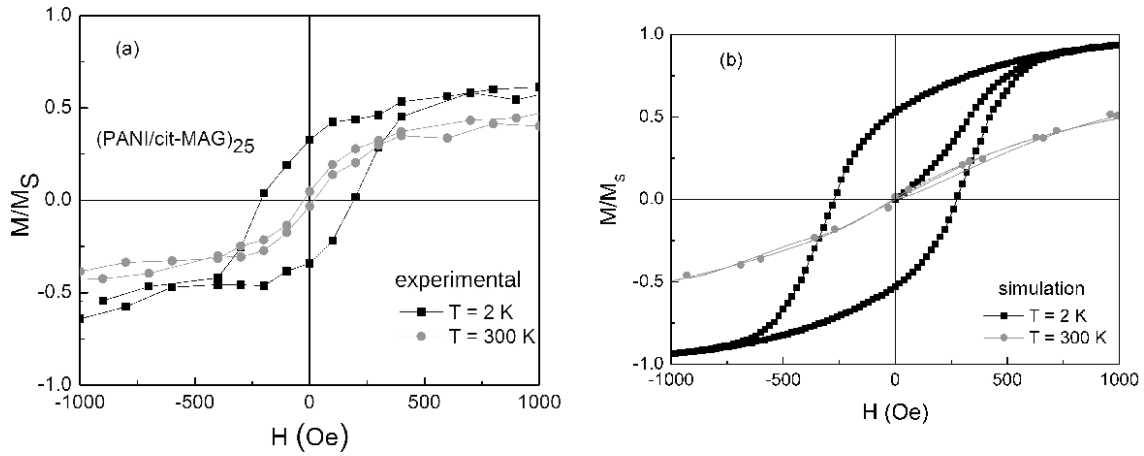 (a)
(PANI/cit-MAG)25
experimental
T = 2 K
T = 300 K
M/MS
1.0
0.5
0.0
-0.5
-1.0
-1000
-500
0
500
1000
H (Oe)
(b)
simulation
T = 2 K
T = 300 K
M/Ms
1.0
0.5
0.0
-0.5
-1.0
-1000
-500
0
500
1000
H (Oe)